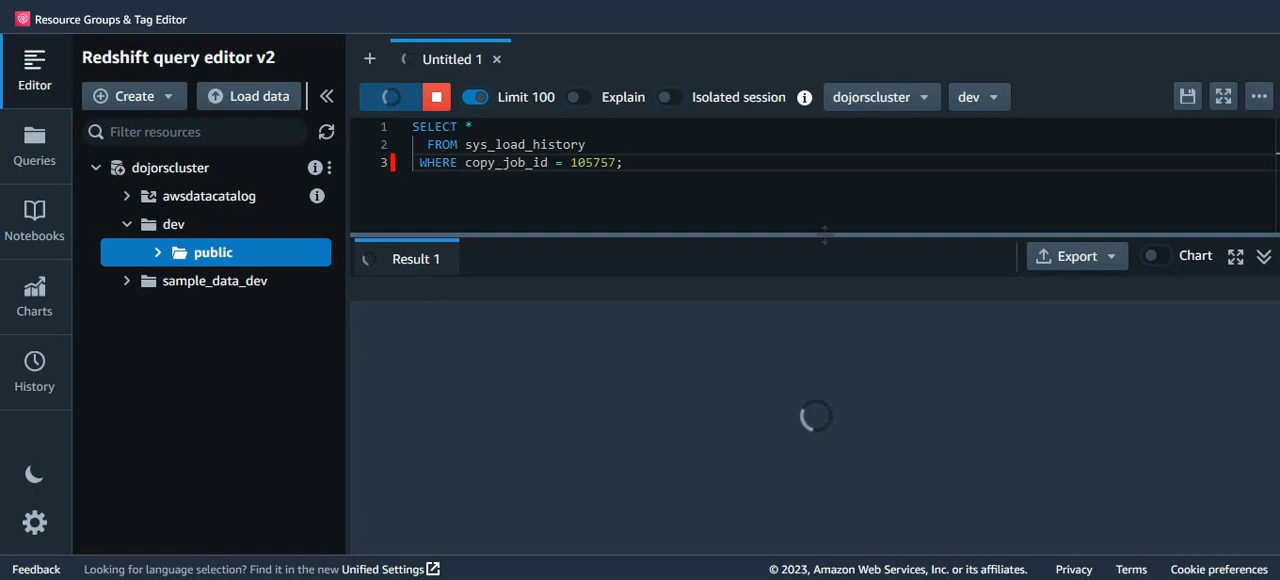 Resource Groups & Tag Editor
Editor
Queries
Notebooks
Charts
History
Redshift query editor v2
Create
Load data
Filter resources
dojorscluster
awsdatacatalog
dev
public
sample_data_dev
Untitled 1
Limit 100
Explain
Isolated session
dojorscluster
dev
1 SELECT *
2 FROM sys_load_history
3 WHERE copy_job_id = 105757;
Result 1
Export
Chart
Feedback
Looking for language selection? Find it in the new Unified Settings
© 2023, Amazon Web Services, Inc. or its affiliates.
Privacy
Terms
Cookie preferences